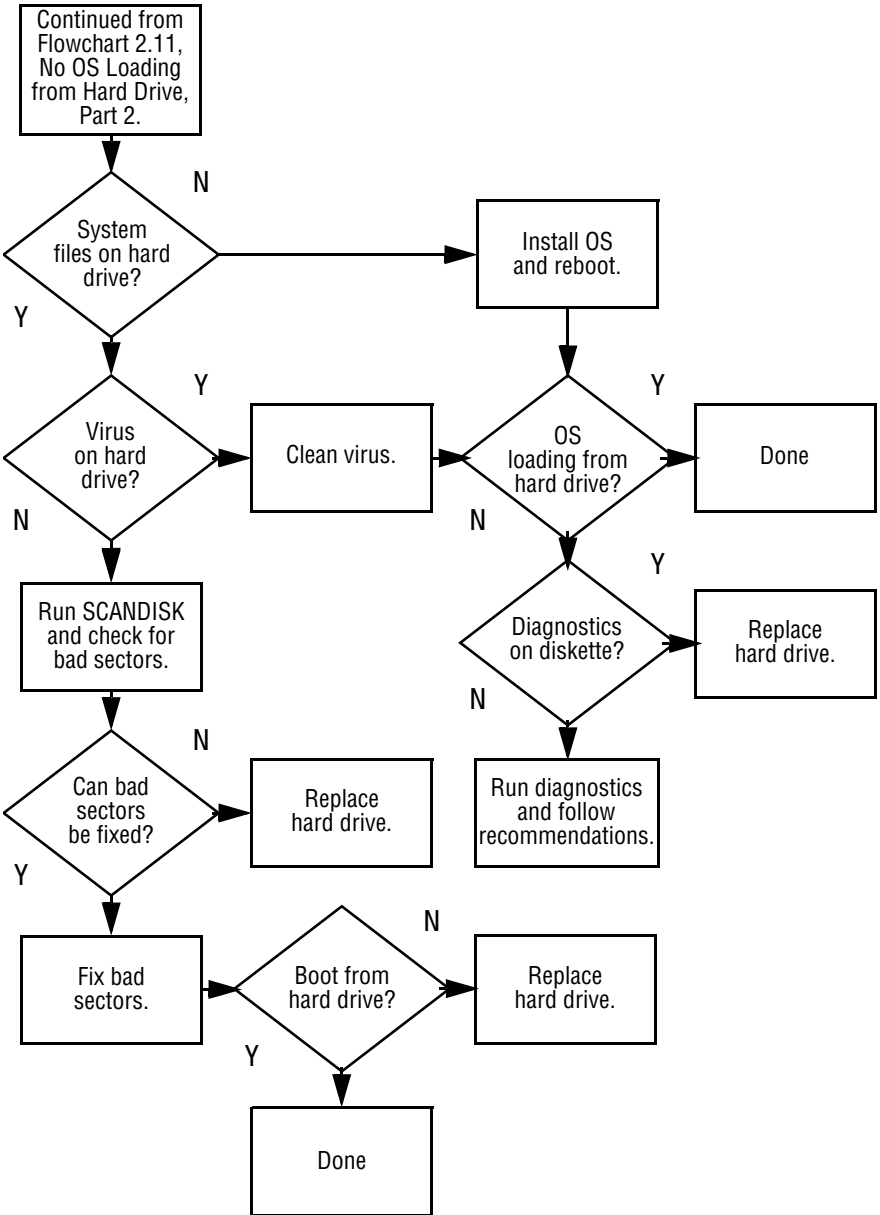 Continued from
Flowchart 2.11,
No OS Loading
from Hard Drive,
Part 2.
N
System
files on hard
drive?
Y
Install OS
and reboot.
Y
Virus
on hard
drive?
N
Clean virus.
Y
OS
loading from
hard drive?
N
Done
Run SCANDISK
and check for
bad sectors.
Y
Diagnostics
on diskette?
N
Replace
hard drive.
N
Can bad
sectors
be fixed?
Y
Replace
hard drive.
Run diagnostics
and follow
recommendations.
Fix bad
sectors.
N
Boot from
hard drive?
Y
Replace
hard drive.
Done